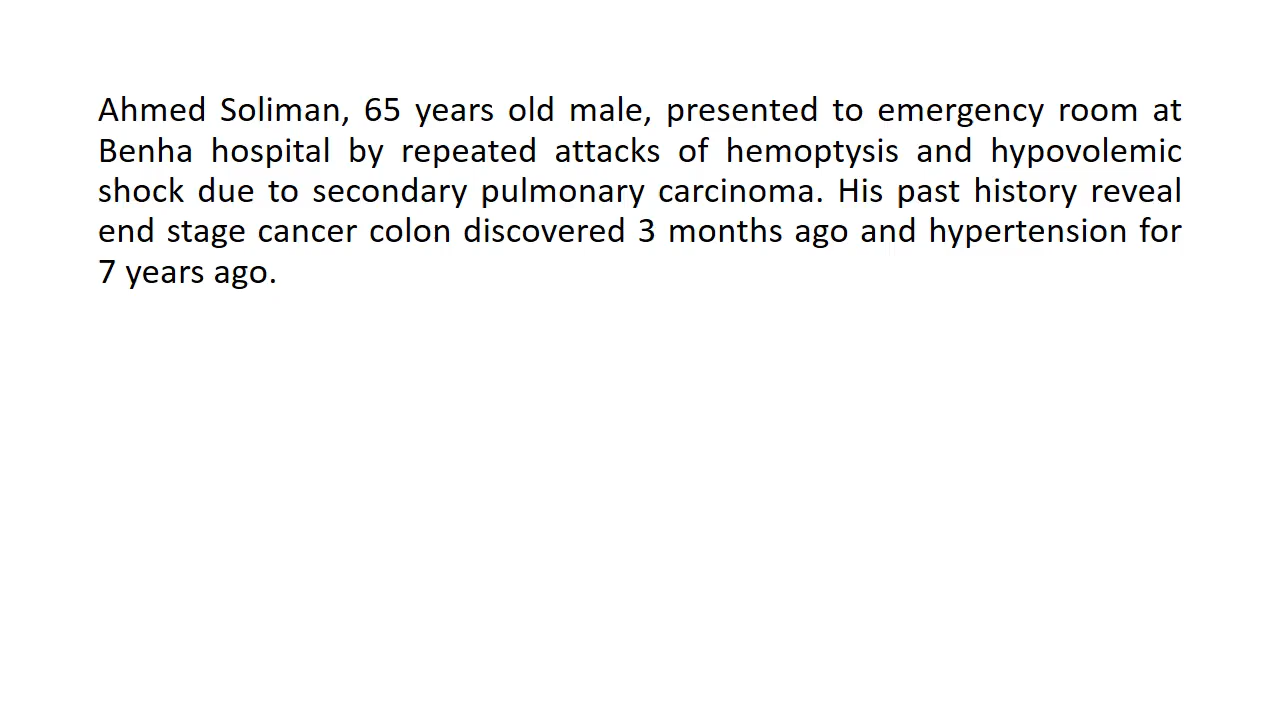 Ahmed Soliman, 65 years old male, presented to emergency room at
Benha hospital by repeated attacks of hemoptysis and hypovolemic
shock due to secondary pulmonary carcinoma. His past history reveal
end stage cancer colon discovered 3 months ago and hypertension for
7 years ago.